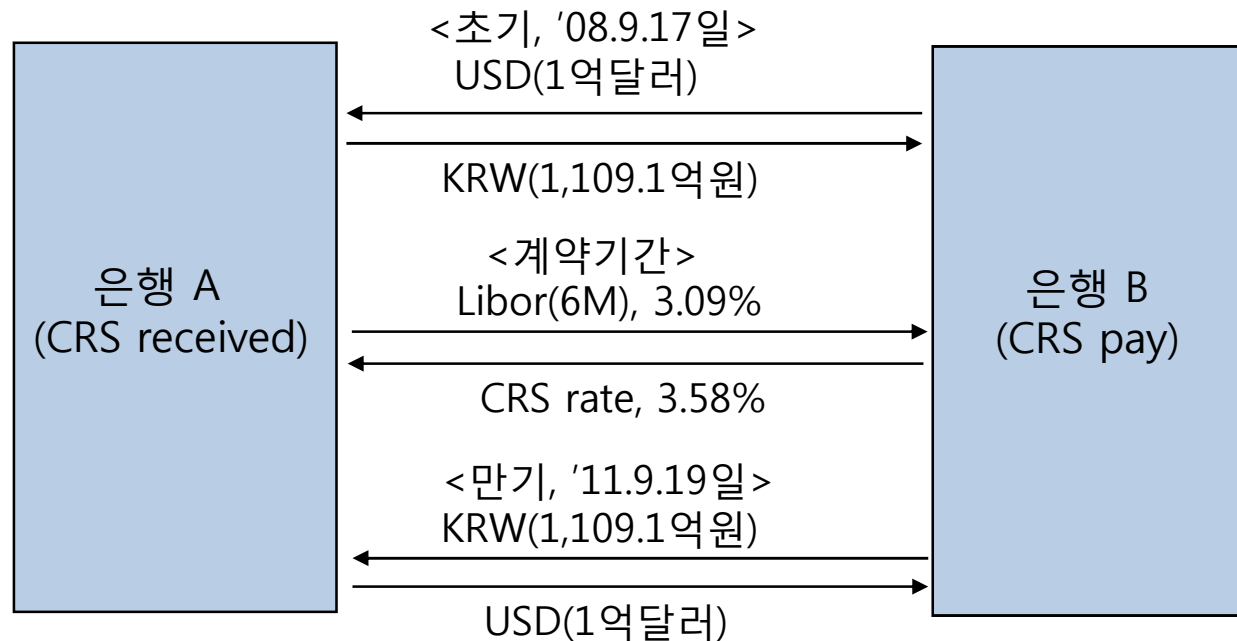 <초기, ’08.9.17일>
USD(1억달러)
KRW(1,109.1억원)
<계약기간>
Libor(6M), 3.09%
은행 A
(CRS received)
은행 B
(CRS pay)
CRS rate, 3.58%
<만기, ’11.9.19일>
KRW(1,109.1억원)
USD(1억달러)